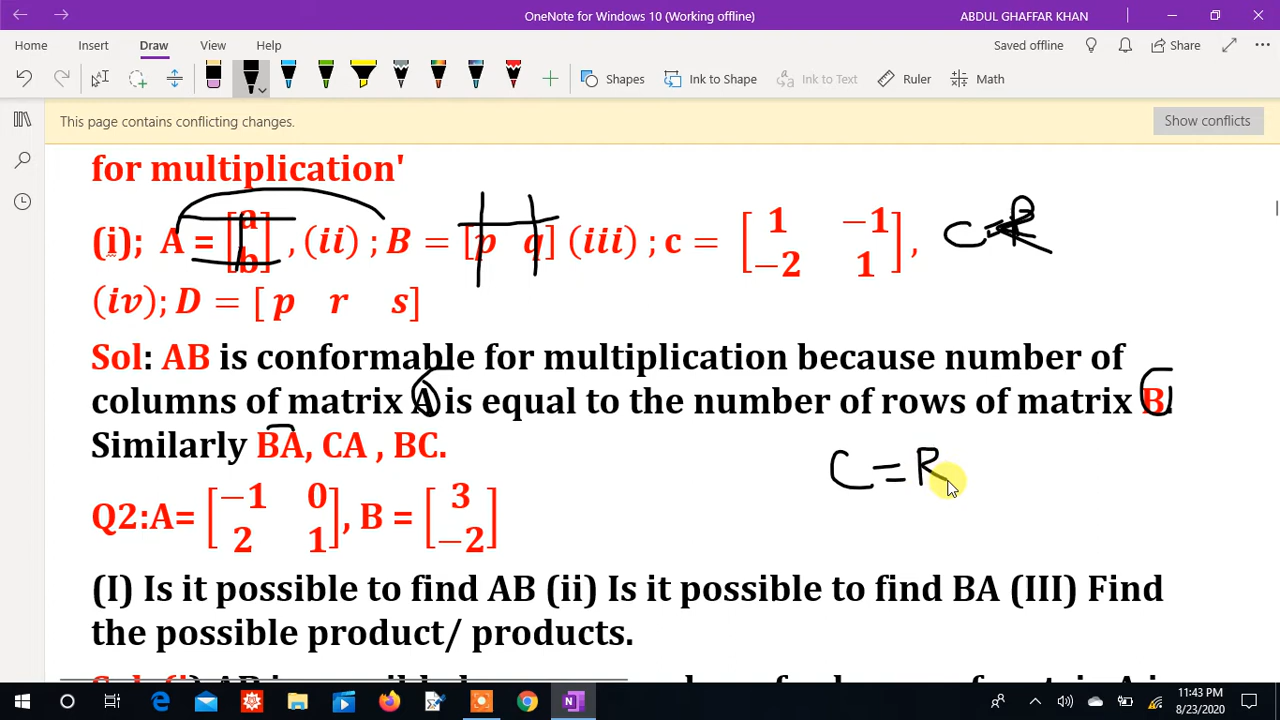 OneNote for Windows 10 (Working offline)
ABDUL GHAFFAR KHAN
Home Insert Draw View Help
Saved offline
Share
Shapes
Ink to Shape
Ink to Text
Ruler
Math
This page contains conflicting changes.
Show conflicts
for multiplication'
(i); A = [a b], (ii) ; B = [p q] (iii) ; c = [1 −1 −2 1], C R
(iv); D = [ p r s]
Sol: AB is conformable for multiplication because number of
columns of matrix A is equal to the number of rows of matrix B.
Similarly BA, CA , BC.
C = R
Q2:A= [−1 0 2 1], B = [3 −2]
(I) Is it possible to find AB (ii) Is it possible to find BA (III) Find
the possible product/ products.
11:43 PM
8/23/2020